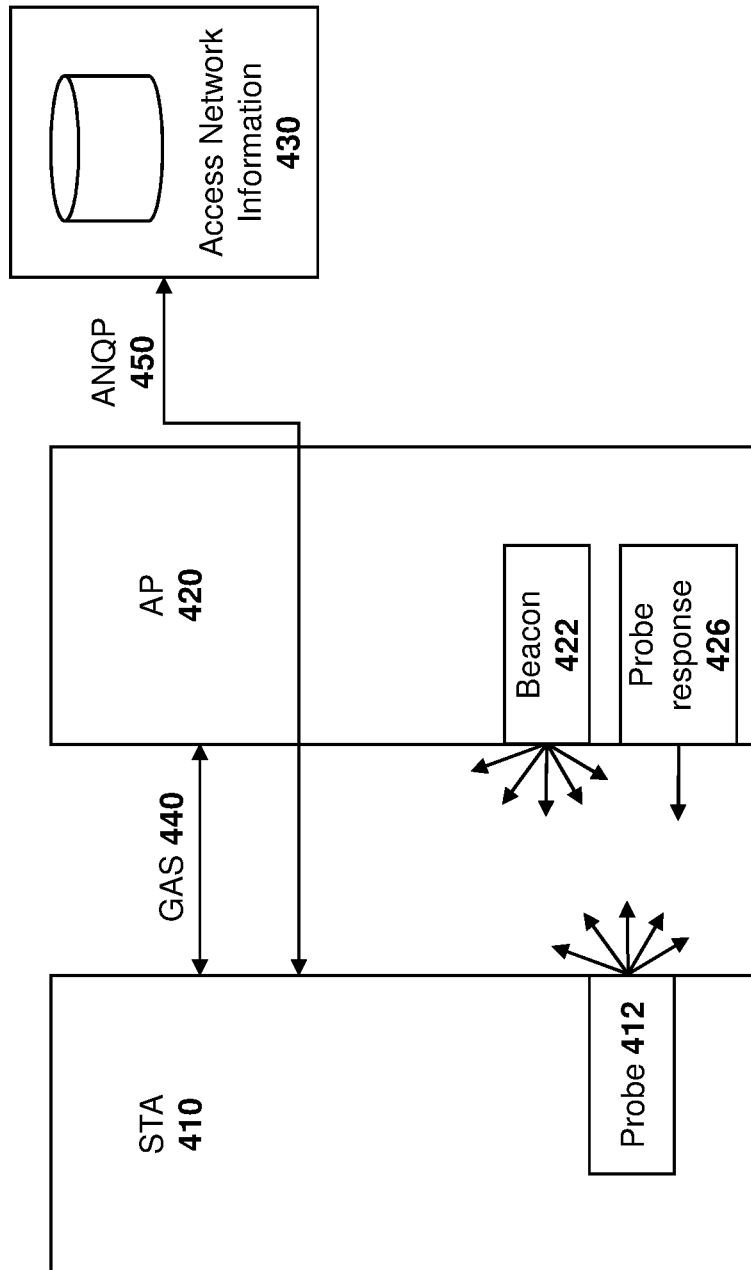 STA
410
Probe 412
GAS 440
AP
420
Beacon
422
Probe
response
426
ANQP
450
Access Network
Information
430